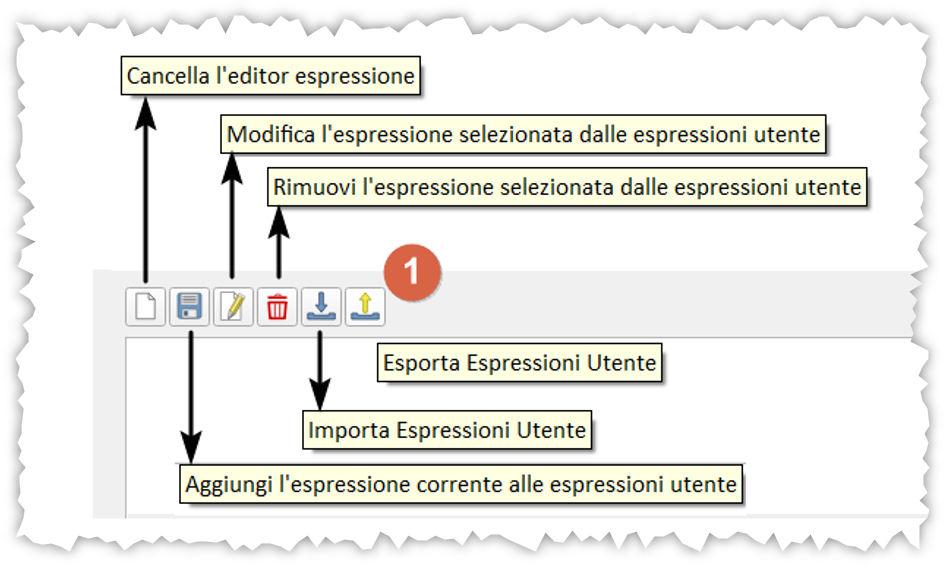 Cancella l'editor espressione
Modifica l'espressione selezionata dalle espressioni utente
Rimuovi l'espressione selezionata dalle espressioni utente
1
Esporta Espressioni Utente
Importa Espressioni Utente
Aggiungi l'espressione corrente alle espressioni utente